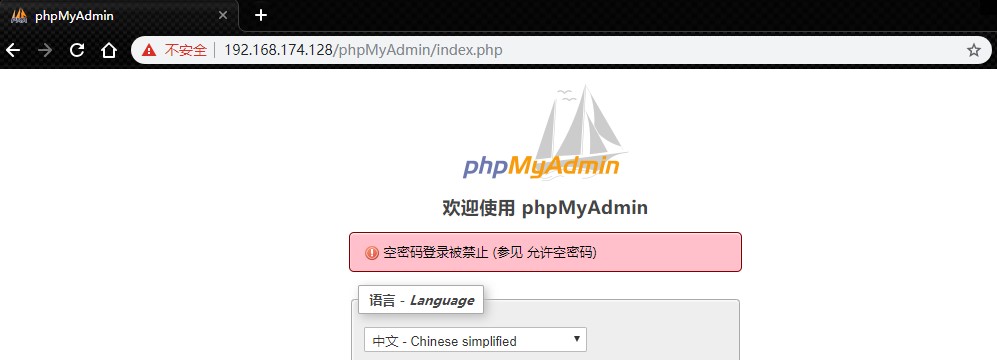 phpMyAdmin
不安全 192.168.174.128/phpMyAdmin/index.php
phpMyAdmin
欢迎使用 phpMyAdmin
空密码登录被禁止 (参见 允许空密码)
语言 - Language
中文 - Chinese simplified